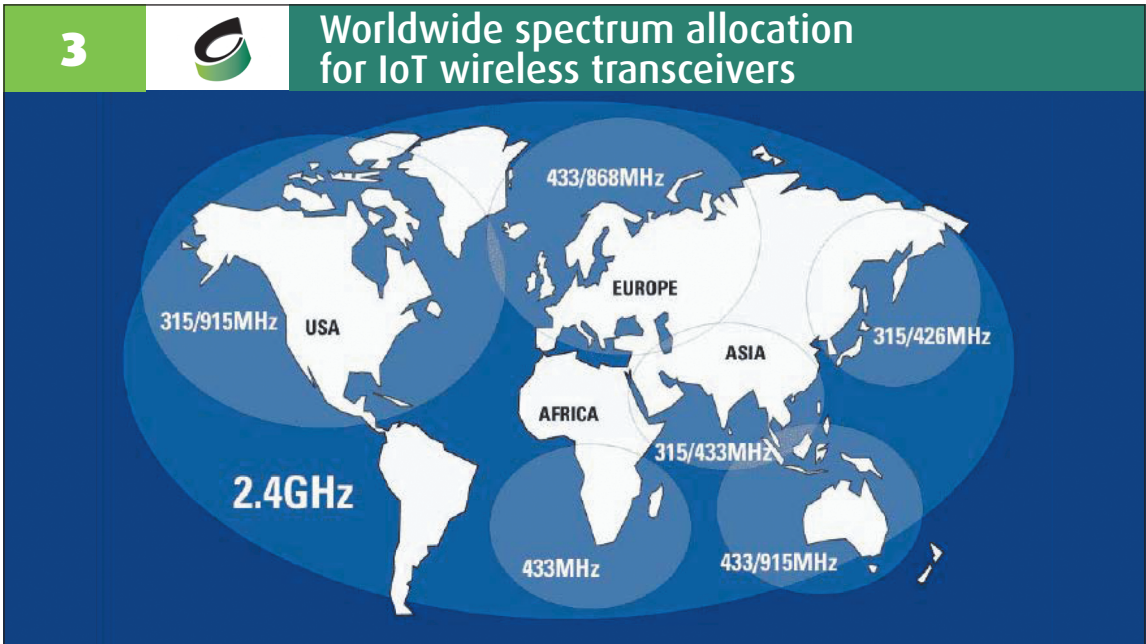 3
Worldwide spectrum allocation
for IoT wireless transceivers
433/868MHz
EUROPE
315/915MHz
USA
315/426MHz
ASIA
AFRICA
315/433MHz
2.4GHz
433MHz
433/915MHz